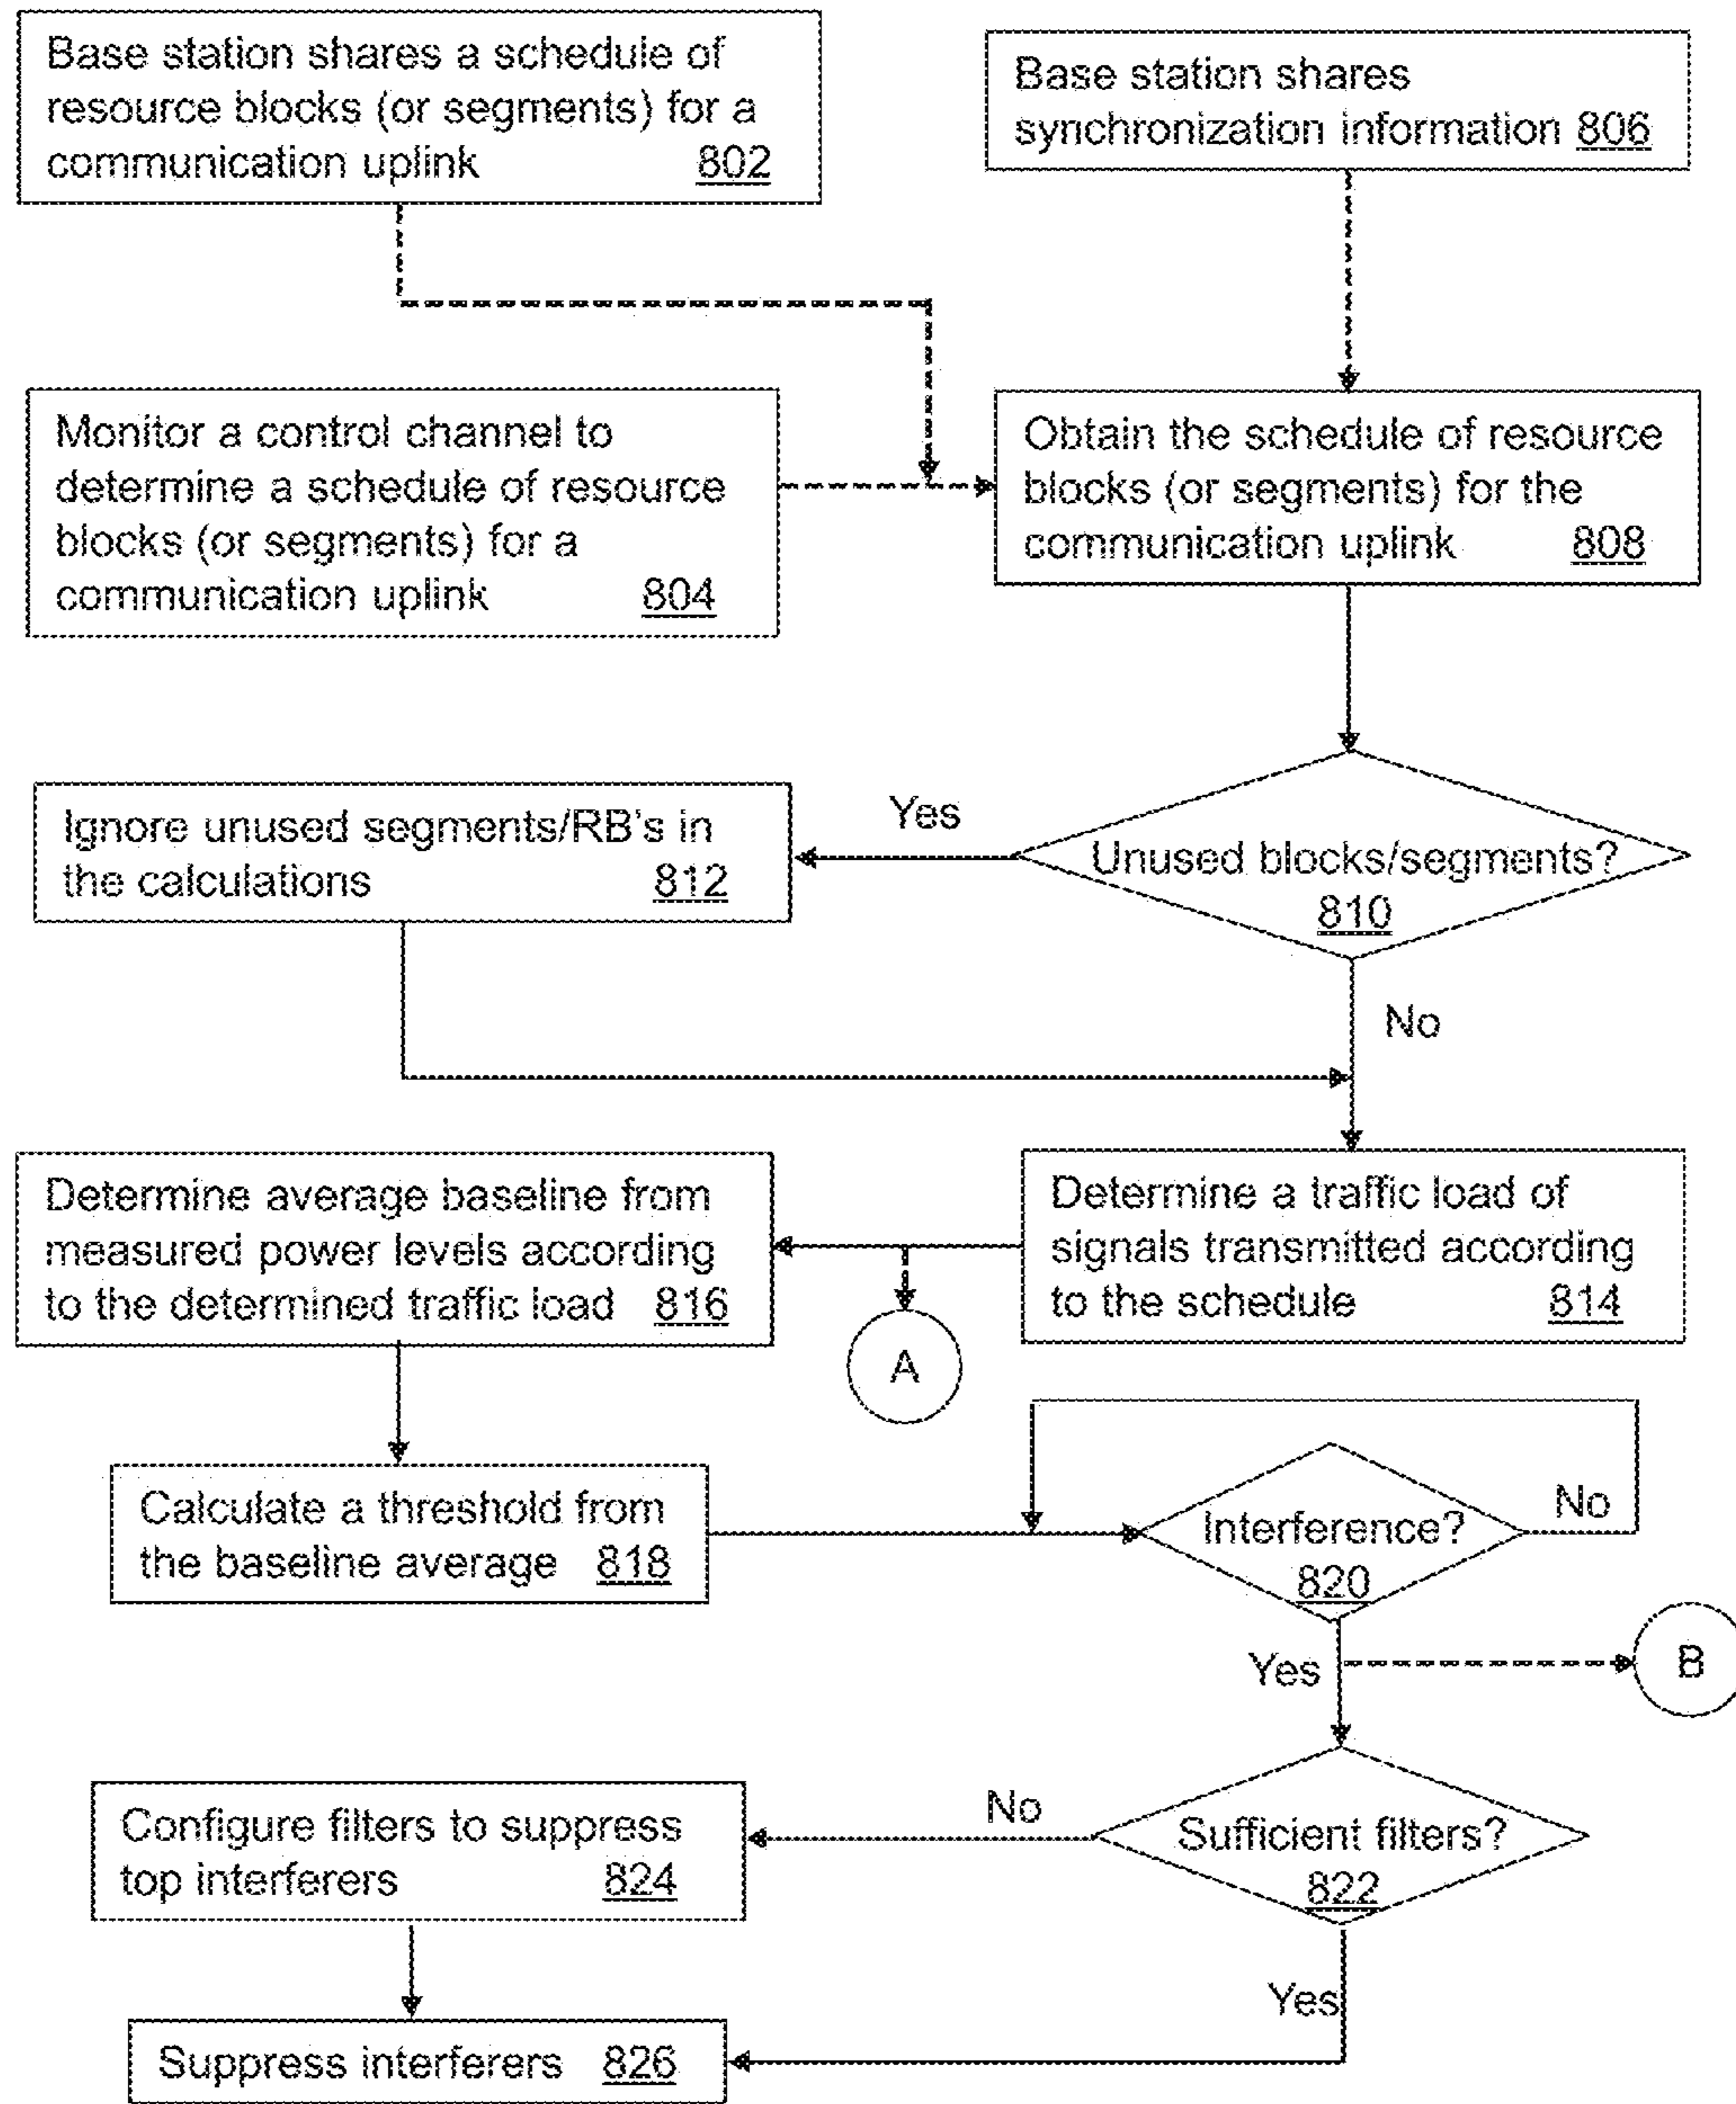 Base station shares a schedule of
resource blocks (or segments) for a
communication uplink 802
Base station shares
synchronization information 806
Monitor a control channel to
determine a schedule of resource
blocks (or segments) for a
communication uplink 804
Obtain the schedule of resource
blocks (or segments) for the
communication uplink 808
Ignore unused segments/RB's in
the calculations 812
Yes
Unused blocks/segments?
810
No
Determine average baseline from
measured power levels according
to the determined traffic load 816
Determine a traffic load of
signals transmitted according
to the schedule 814
A
Calculate a threshold from
the baseline average 818
Interference?
820
No
Yes
B
Configure filters to suppress
top interferers 824
No
Sufficient filters?
822
Yes
Suppress interferers 826